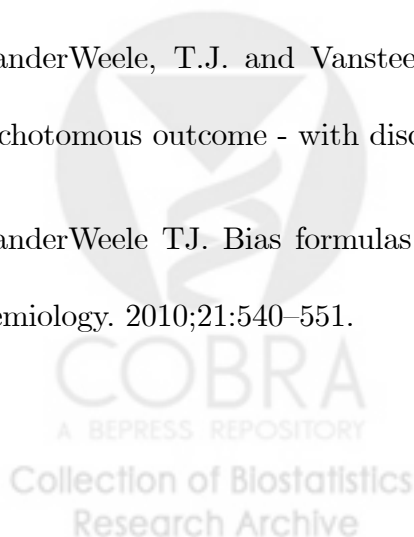 anderWeele, T.J. and Vanstee
chotomous outcome - with disc
anderWeele TJ. Bias formulas
emiology. 2010;21:540–551.
COBRA
A BEPRESS REPOSITORY
Collection of Biostatistics
Research Archive